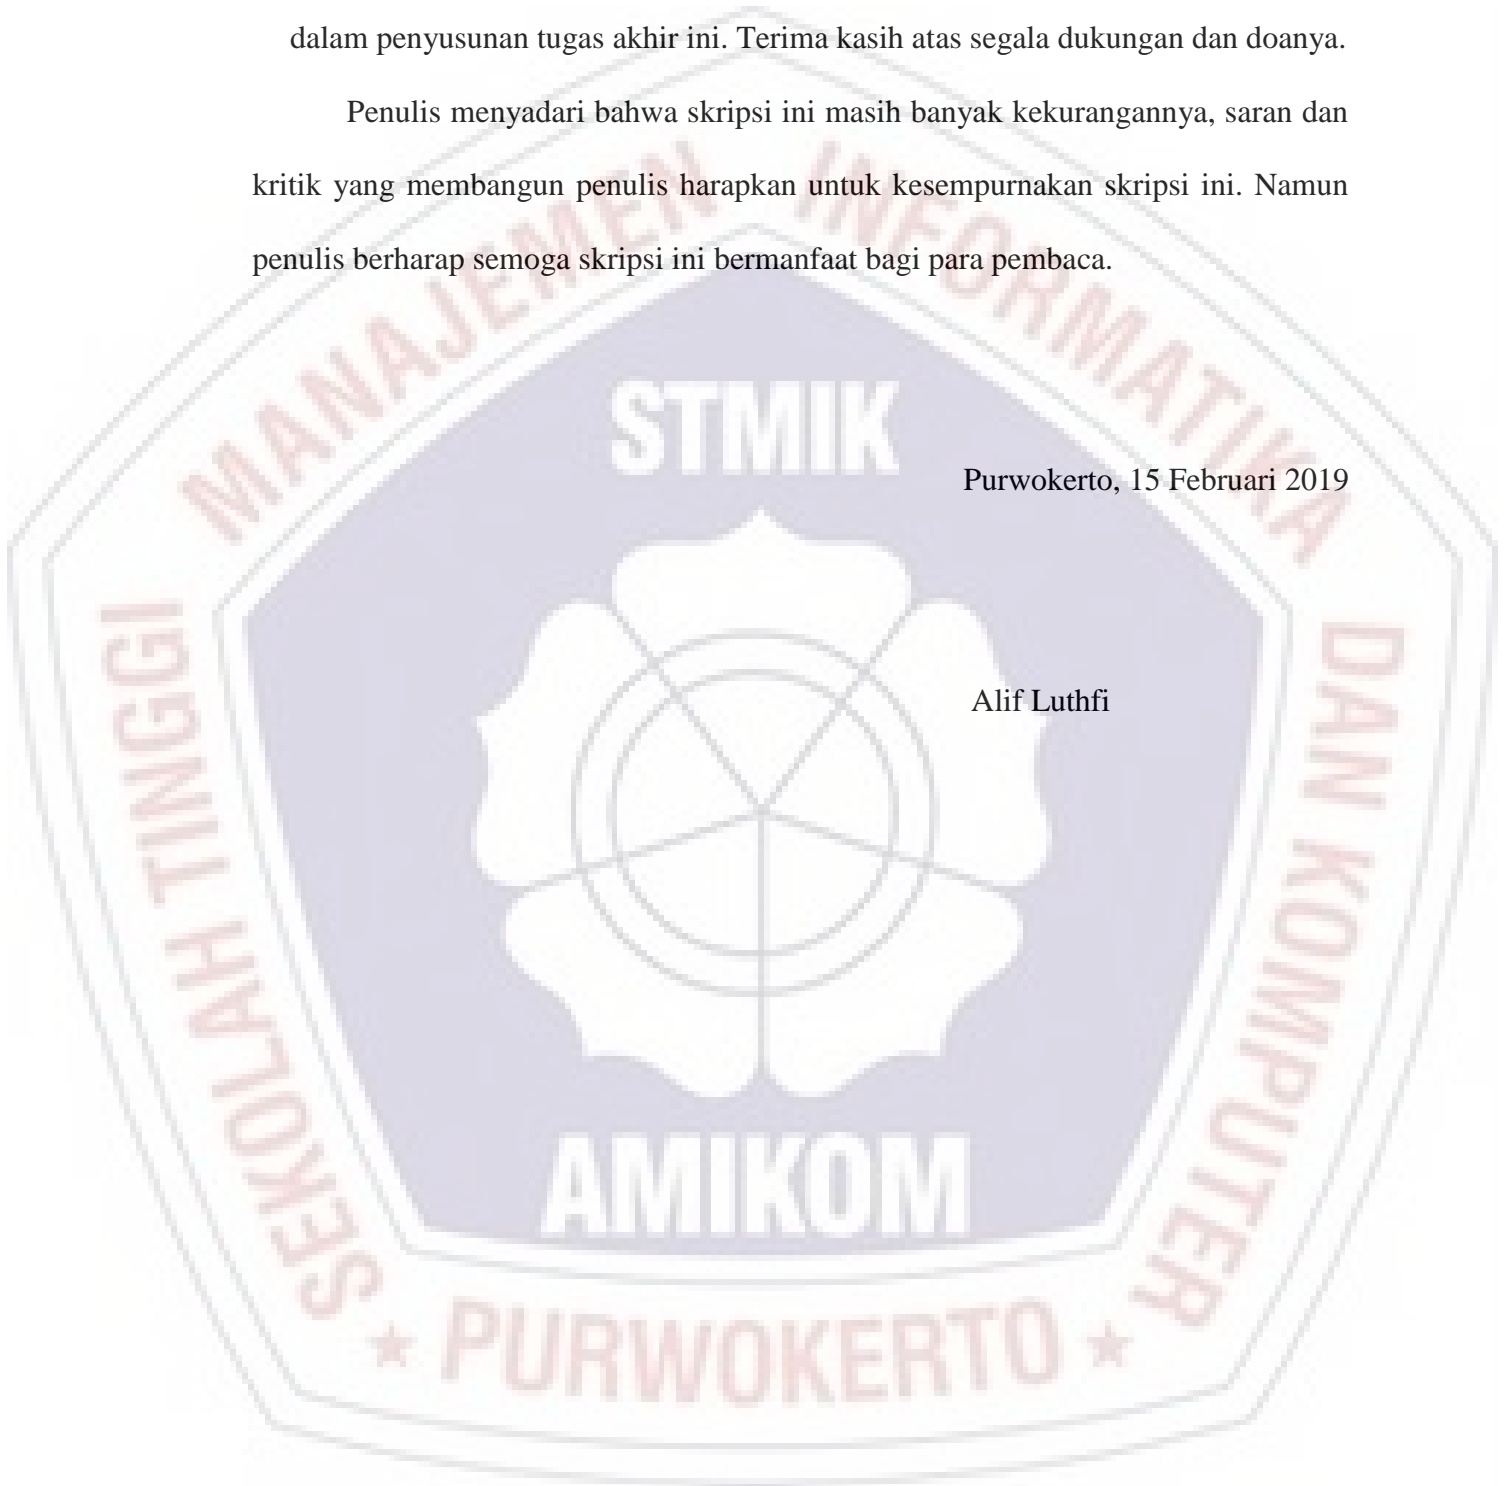 dalam penyusunan tugas akhir ini. Terima kasih atas segala dukungan dan doanya.
Penulis menyadari bahwa skripsi ini masih banyak kekurangannya, saran dan
kritik yang membangun penulis harapkan untuk kesempurnakan skripsi ini. Namun
penulis berharap semoga skripsi ini bermanfaat bagi para pembaca.
Purwokerto, 15 Februari 2019
Alif Luthfi
SEKOLAH TINGGI
MANAJEMEN INFORMATIKA
DAN KOMPUTER
STMIK
AMIKOM
★ PURWOKERTO ★